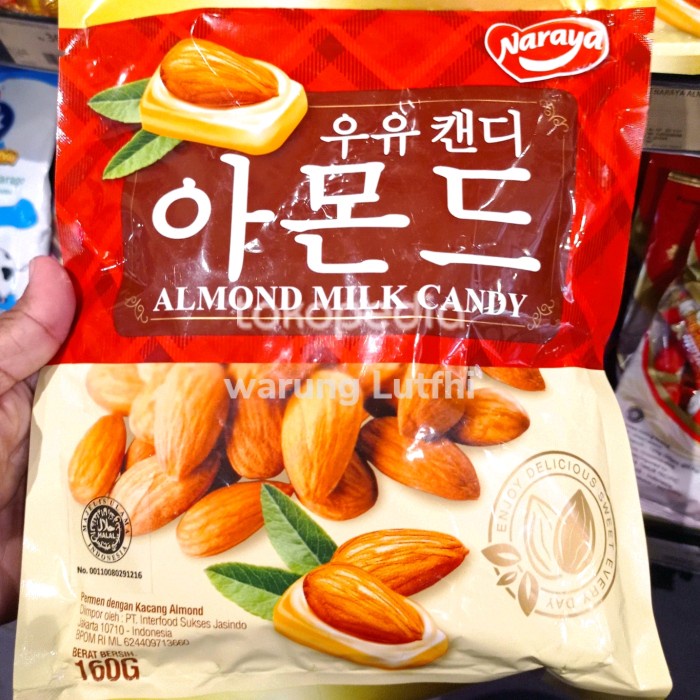 Naraya
우유 캔디
야몬드
ALMOND MILK CANDY
tokopedia
warung Lutfhi
ENJOY DELICIOUS SWEET EVERY DAY
HALAL
INDONESIA
No. 00110080291216
Permen dengan Kacang Almond
Diimpor oleh : PT. Interfood Sukses Jasindo
Jakarta 10710 - Indonesia
BPOM RI ML 624409713660
BERAT BERSIH
160G